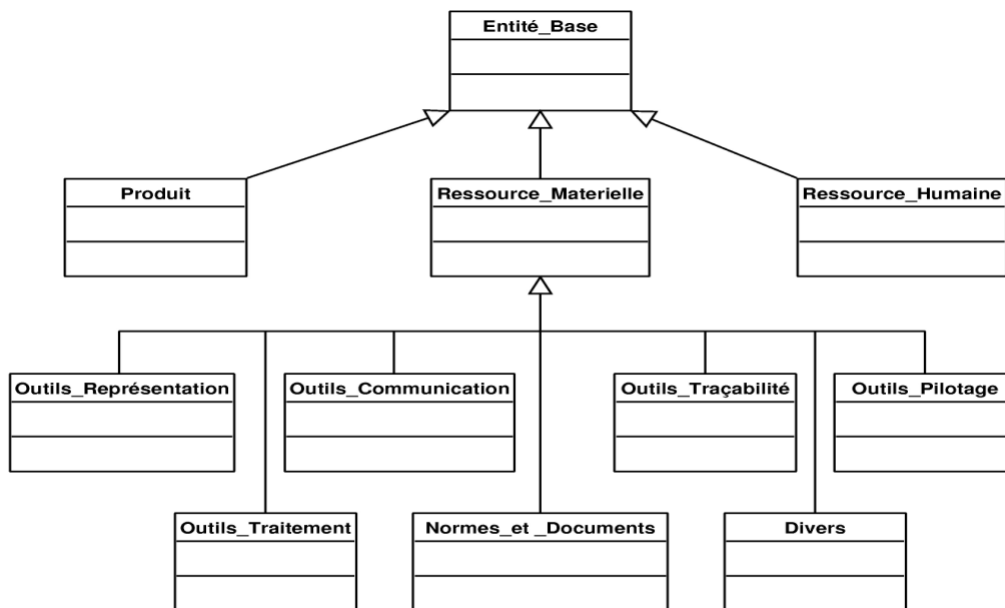 Entité_Base
Produit
Ressource_Materielle
Ressource_Humaine
Outils_Représentation
Outils_Communication
Outils_Traçabilité
Outils_Pilotage
Outils_Traitement
Normes_et _Documents
Divers